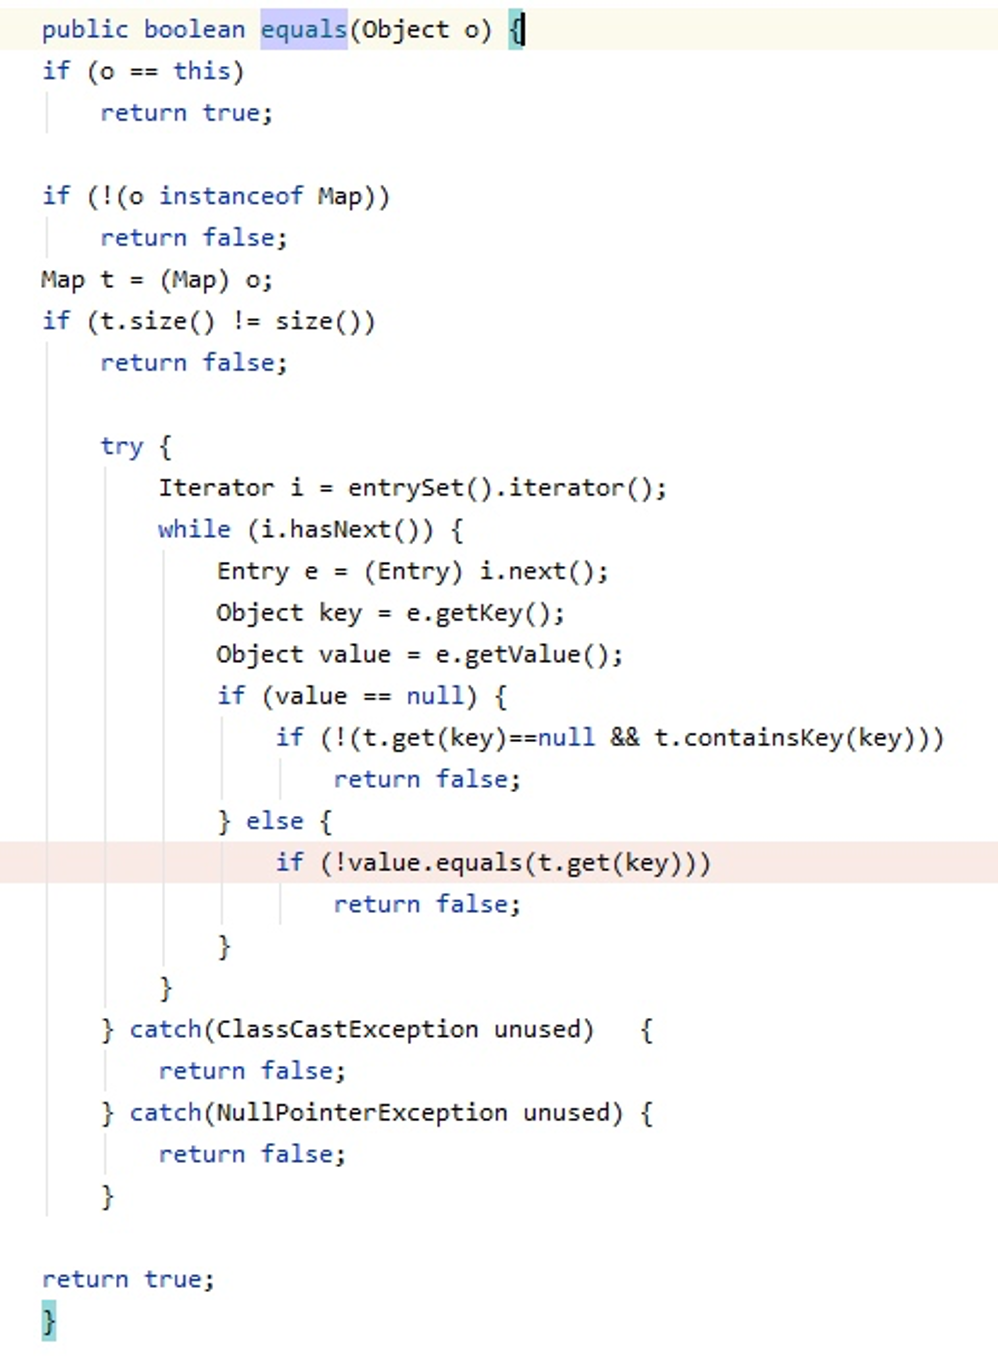 public boolean equals(Object o) {
if (o == this)
    return true;

if (!(o instanceof Map))
    return false;
Map t = (Map) o;
if (t.size() != size())
    return false;

    try {
        Iterator i = entrySet().iterator();
        while (i.hasNext()) {
            Entry e = (Entry) i.next();
            Object key = e.getKey();
            Object value = e.getValue();
            if (value == null) {
                if (!(t.get(key)==null && t.containsKey(key)))
                    return false;
            } else {
                if (!value.equals(t.get(key)))
                    return false;
            }
        }
    } catch(ClassCastException unused)   {
        return false;
    } catch(NullPointerException unused) {
        return false;
    }

return true;
}